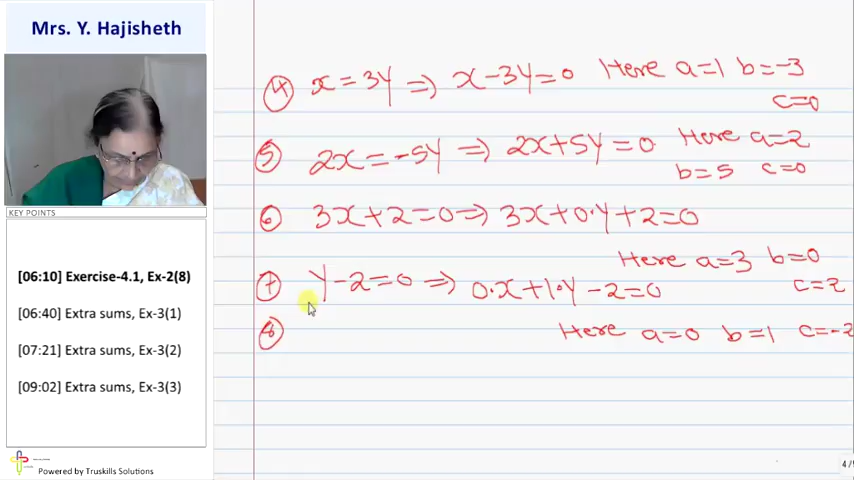 Mrs. Y. Hajisheth
④ x = 3y ⇒ x - 3y = 0 Here a=1 b=-3
c=0
⑤ 2x = -5y ⇒ 2x + 5y = 0 Here a=2
b=5 c=0
⑥ 3x + 2 = 0 ⇒ 3x + 0·y + 2 = 0
Here a=3 b=0
c=2
⑦ y - 2 = 0 ⇒ 0·x + 1·y - 2 = 0
⑧
Here a=0 b=1 c=-2
KEY POINTS
[06:10] Exercise-4.1, Ex-2(8)
[06:40] Extra sums, Ex-3(1)
[07:21] Extra sums, Ex-3(2)
[09:02] Extra sums, Ex-3(3)
Powered by Truskills Solutions